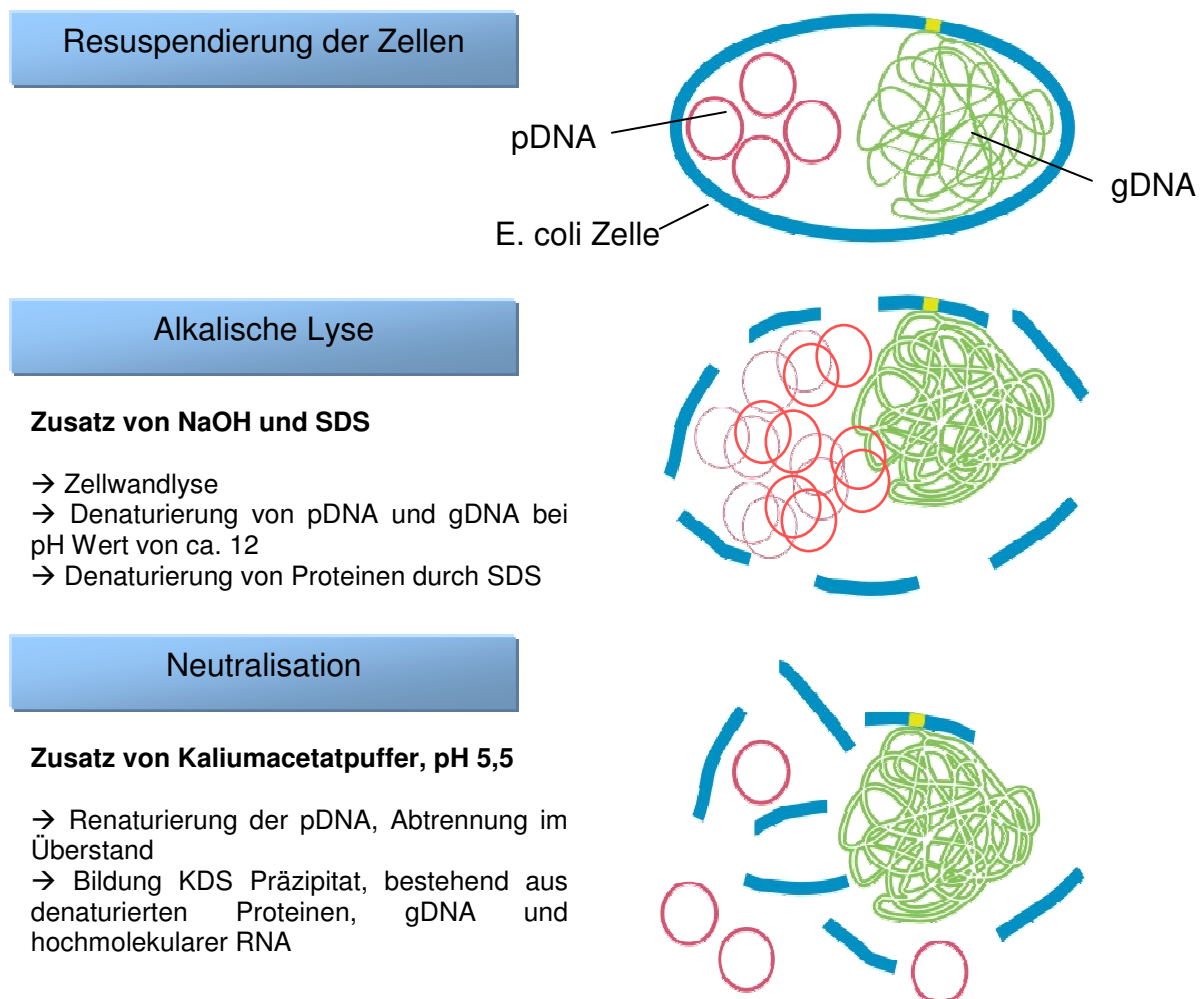 Resuspendierung der Zellen
pDNA
gDNA
E. coli Zelle
Alkalische Lyse
Zusatz von NaOH und SDS
→ Zellwandlyse
→ Denaturierung von pDNA und gDNA bei
pH Wert von ca. 12
→ Denaturierung von Proteinen durch SDS
Neutralisation
Zusatz von Kaliumacetatpuffer, pH 5,5
→ Renaturierung der pDNA, Abtrennung im
Überstand
→ Bildung KDS Präzipitat, bestehend aus
denaturierten Proteinen, gDNA und
hochmolekularer RNA